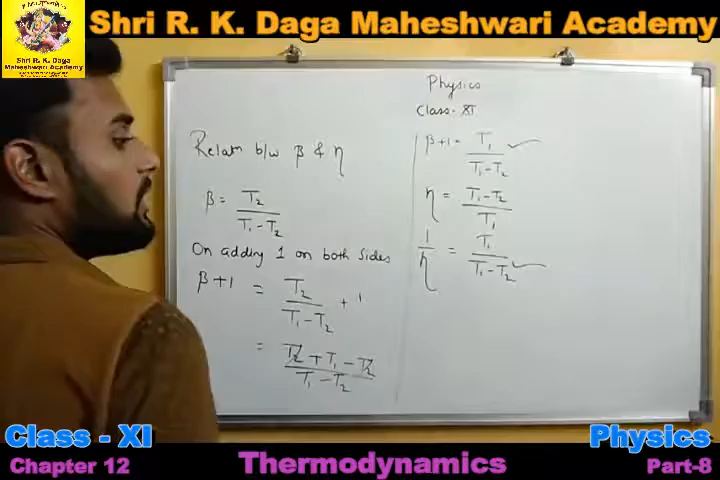 Shri R. K. Daga Maheshwari Academy
Shri R. K. Daga
Maheshwari Academy
Physics
Class-XI
Relatn b/w β & η
β = T₂ / (T₁ - T₂)
On adding 1 on both sides
β+1 = T₂ / (T₁ - T₂) + 1
= (T₂ + T₁ - T₂) / (T₁ - T₂)
β+1 = T₁ / (T₁ - T₂) ✓
η = (T₁ - T₂) / T₁
1/η = T₁ / (T₁ - T₂) ✓
Class - XI
Physics
Chapter 12
Thermodynamics
Part-8